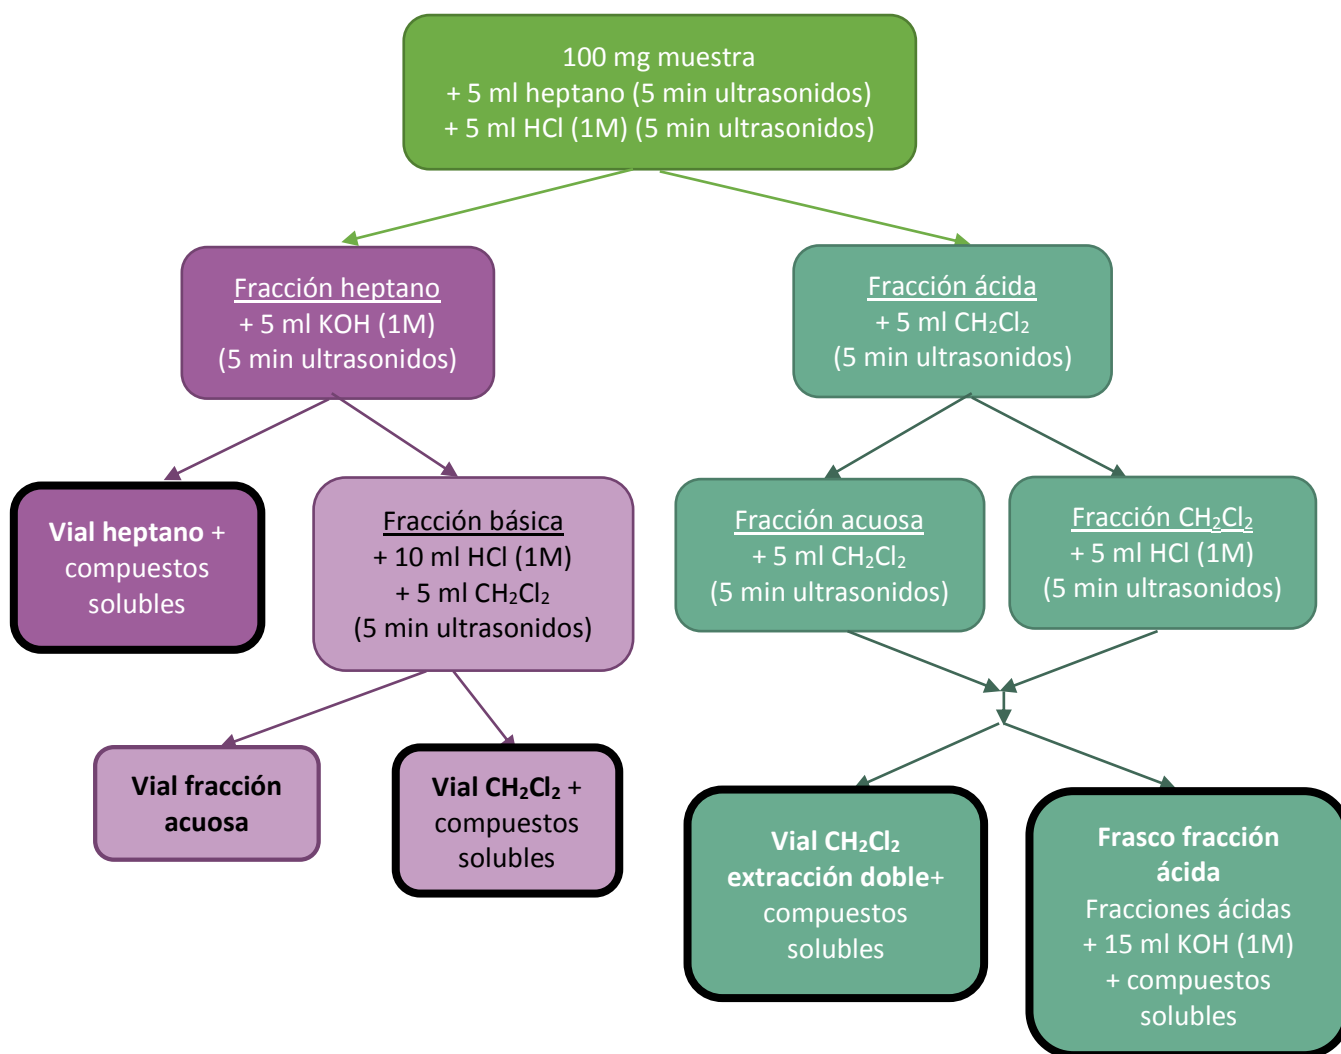 100 mg muestra
+ 5 ml heptano (5 min ultrasonidos)
+ 5 ml HCl (1M) (5 min ultrasonidos)
Fracción heptano
+ 5 ml KOH (1M)
(5 min ultrasonidos)
Fracción ácida
+ 5 ml CH₂Cl₂
(5 min ultrasonidos)
Vial heptano +
compuestos
solubles
Fracción básica
+ 10 ml HCl (1M)
+ 5 ml CH₂Cl₂
(5 min ultrasonidos)
Fracción acuosa
+ 5 ml CH₂Cl₂
(5 min ultrasonidos)
Fracción CH₂Cl₂
+ 5 ml HCl (1M)
(5 min ultrasonidos)
Vial fracción
acuosa
Vial CH₂Cl₂ +
compuestos
solubles
Vial CH₂Cl₂
extracción doble+
compuestos
solubles
Frasco fracción
ácida
Fracciones ácidas
+ 15 ml KOH (1M)
+ compuestos
solubles